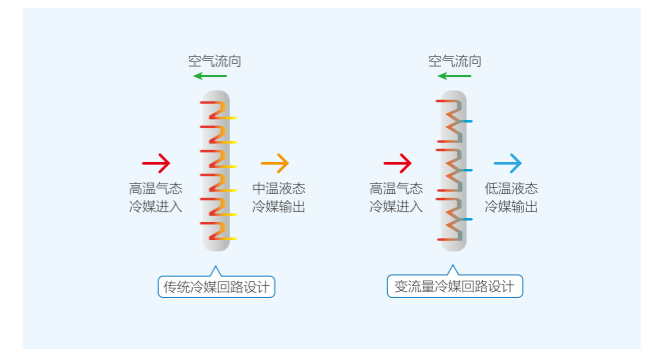 空气流向
高温气态
冷媒进入
中温液态
冷媒输出
传统冷媒回路设计
空气流向
高温气态
冷媒进入
低温液态
冷媒输出
变流量冷媒回路设计